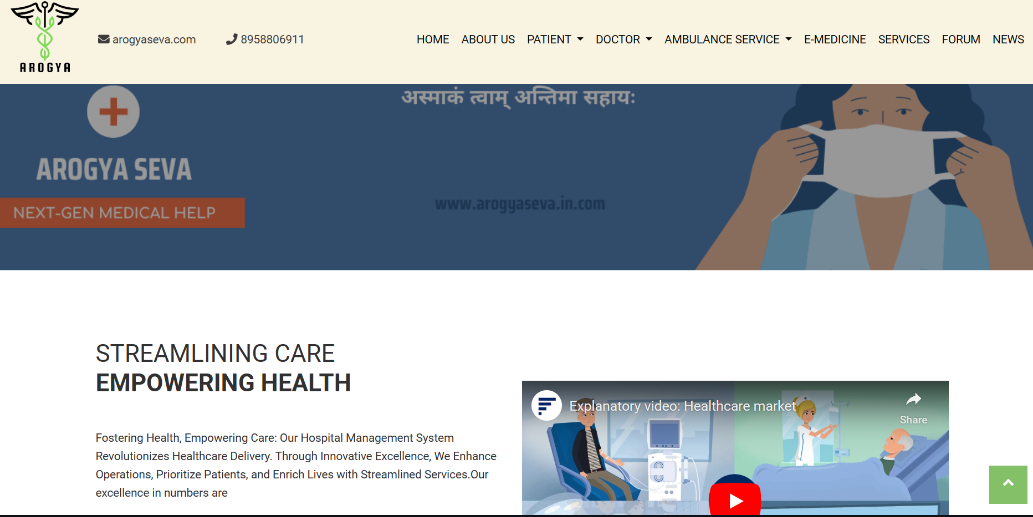 AROGYA
arogyaseva.com
8958806911
HOME ABOUT US PATIENT DOCTOR AMBULANCE SERVICE E-MEDICINE SERVICES FORUM NEWS
अस्माकं त्वाम् अन्तिमा सहायः
AROGYA SEVA
NEXT-GEN MEDICAL HELP
www.arogyaseva.in.com
STREAMLINING CARE
EMPOWERING HEALTH
Fostering Health, Empowering Care: Our Hospital Management System
Revolutionizes Healthcare Delivery. Through Innovative Excellence, We Enhance
Operations, Prioritize Patients, and Enrich Lives with Streamlined Services.Our
excellence in numbers are
Explanatory video: Healthcare market
Share